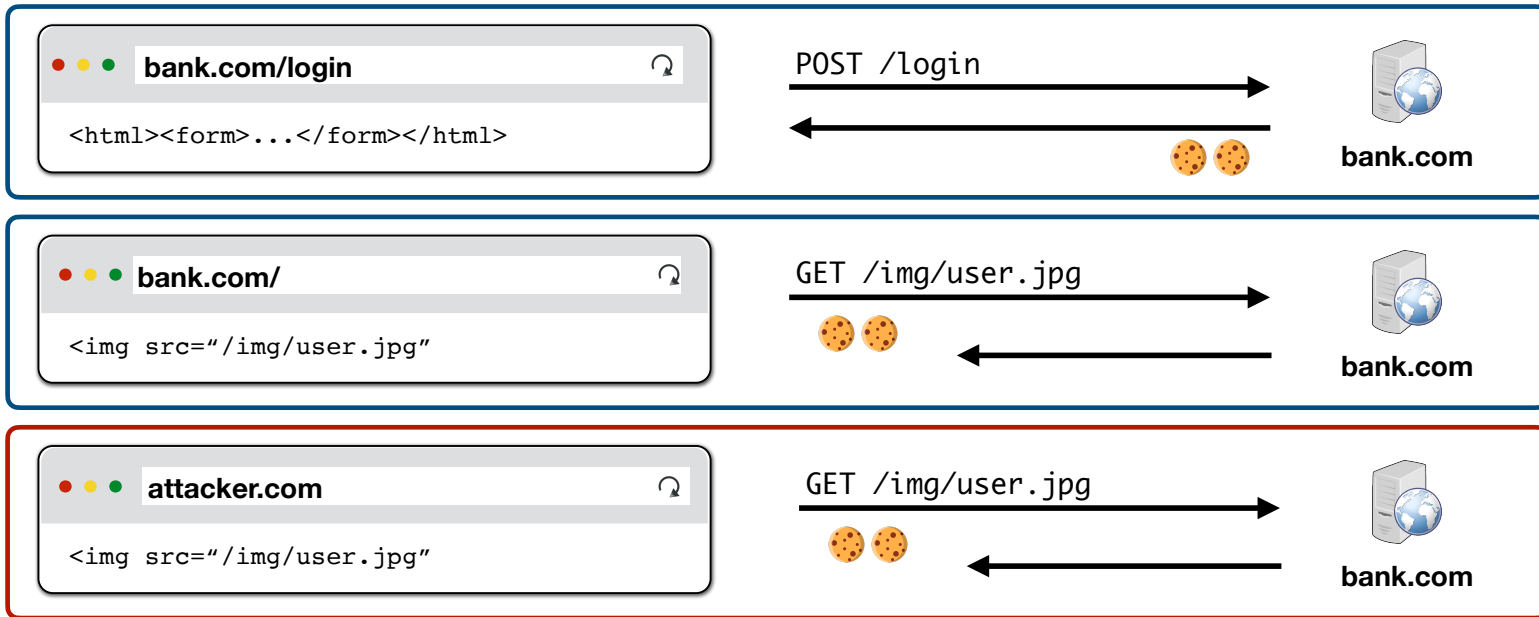 bank.com/login
POST /login
<html><form>...</form></html>
bank.com
bank.com/
GET /img/user.jpg
<img src="/img/user.jpg"
bank.com
attacker.com
GET /img/user.jpg
<img src="/img/user.jpg"
bank.com